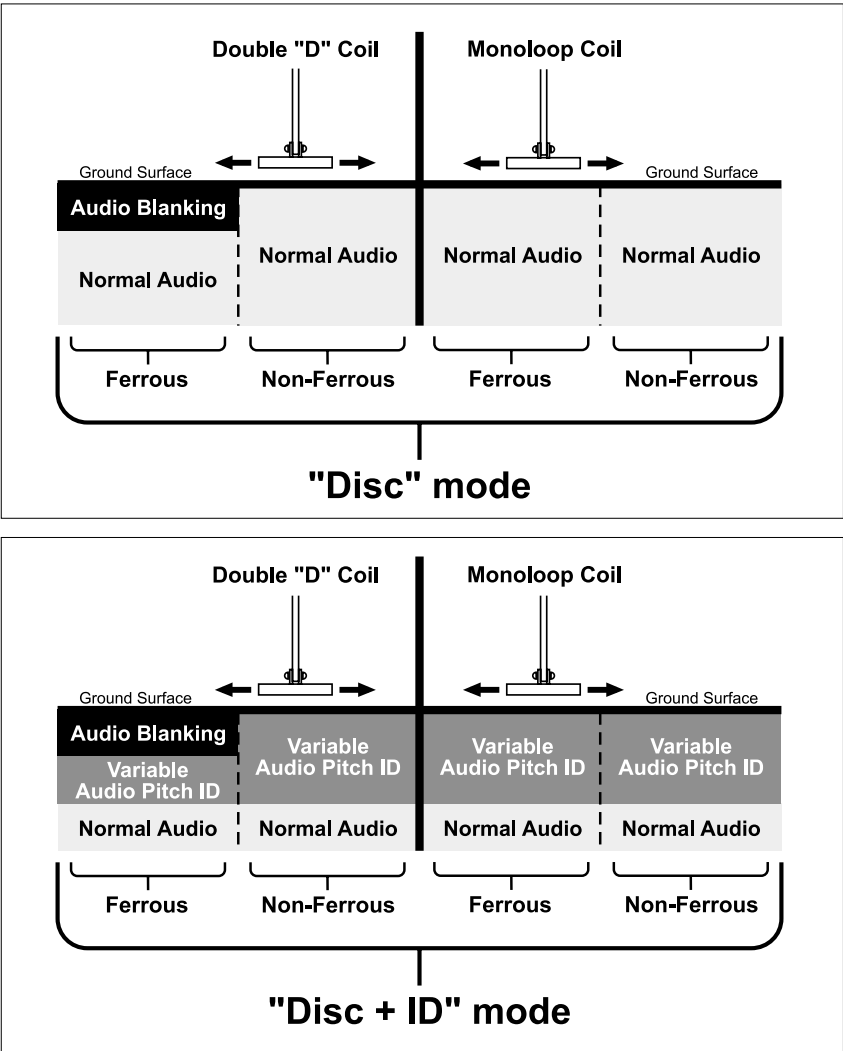 Double "D" Coil
Monoloop Coil
Ground Surface
Ground Surface
Audio Blanking
Normal Audio
Normal Audio
Normal Audio
Normal Audio
Ferrous
Non-Ferrous
Ferrous
Non-Ferrous
"Disc" mode
Double "D" Coil
Monoloop Coil
Ground Surface
Ground Surface
Audio Blanking
Variable
Audio Pitch ID
Variable
Audio Pitch ID
Variable
Audio Pitch ID
Variable
Audio Pitch ID
Normal Audio
Normal Audio
Normal Audio
Normal Audio
Ferrous
Non-Ferrous
Ferrous
Non-Ferrous
"Disc + ID" mode